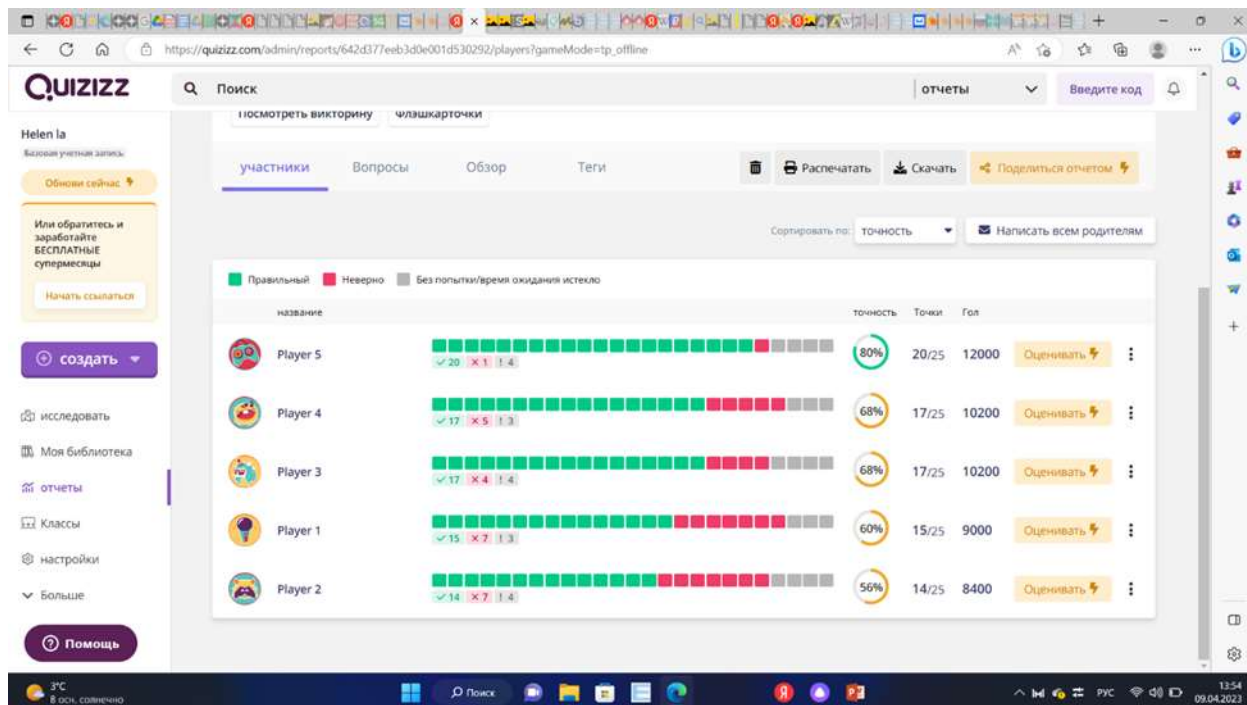 https://quizizz.com/admin/reports/642d377eeb3d0e001d530292/players?gameMode=tp_offline
QUIZIZZ
Поиск
отчеты
Введите код
Helen la
Базовая учетная запись
Обнови сейчас
Или обратитесь и
заработайте
БЕСПЛАТНЫЕ
супермесяцы
Начать ссылаться
создать
исследовать
Моя библиотека
отчеты
Классы
настройки
Больше
Помощь
Посмотреть викторину Флэшкарточки
участники Вопросы Обзор Теги Распечатать Скачать Поделиться отчетом
Сортировать по: точность Написать всем родителям
Правильный Неверно Без попытки/время ожидания истекло
название точность Точки Гол
Player 5 80% 20/25 12000 Оценивать
✓ 20 × 1 ! 4
Player 4 68% 17/25 10200 Оценивать
✓ 17 × 5 ! 3
Player 3 68% 17/25 10200 Оценивать
✓ 17 × 4 ! 4
Player 1 60% 15/25 9000 Оценивать
✓ 15 × 7 ! 3
Player 2 56% 14/25 8400 Оценивать
✓ 14 × 7 ! 4
3°C
В осн. солнечно
Поиск
РУС
13:54
09.04.2023